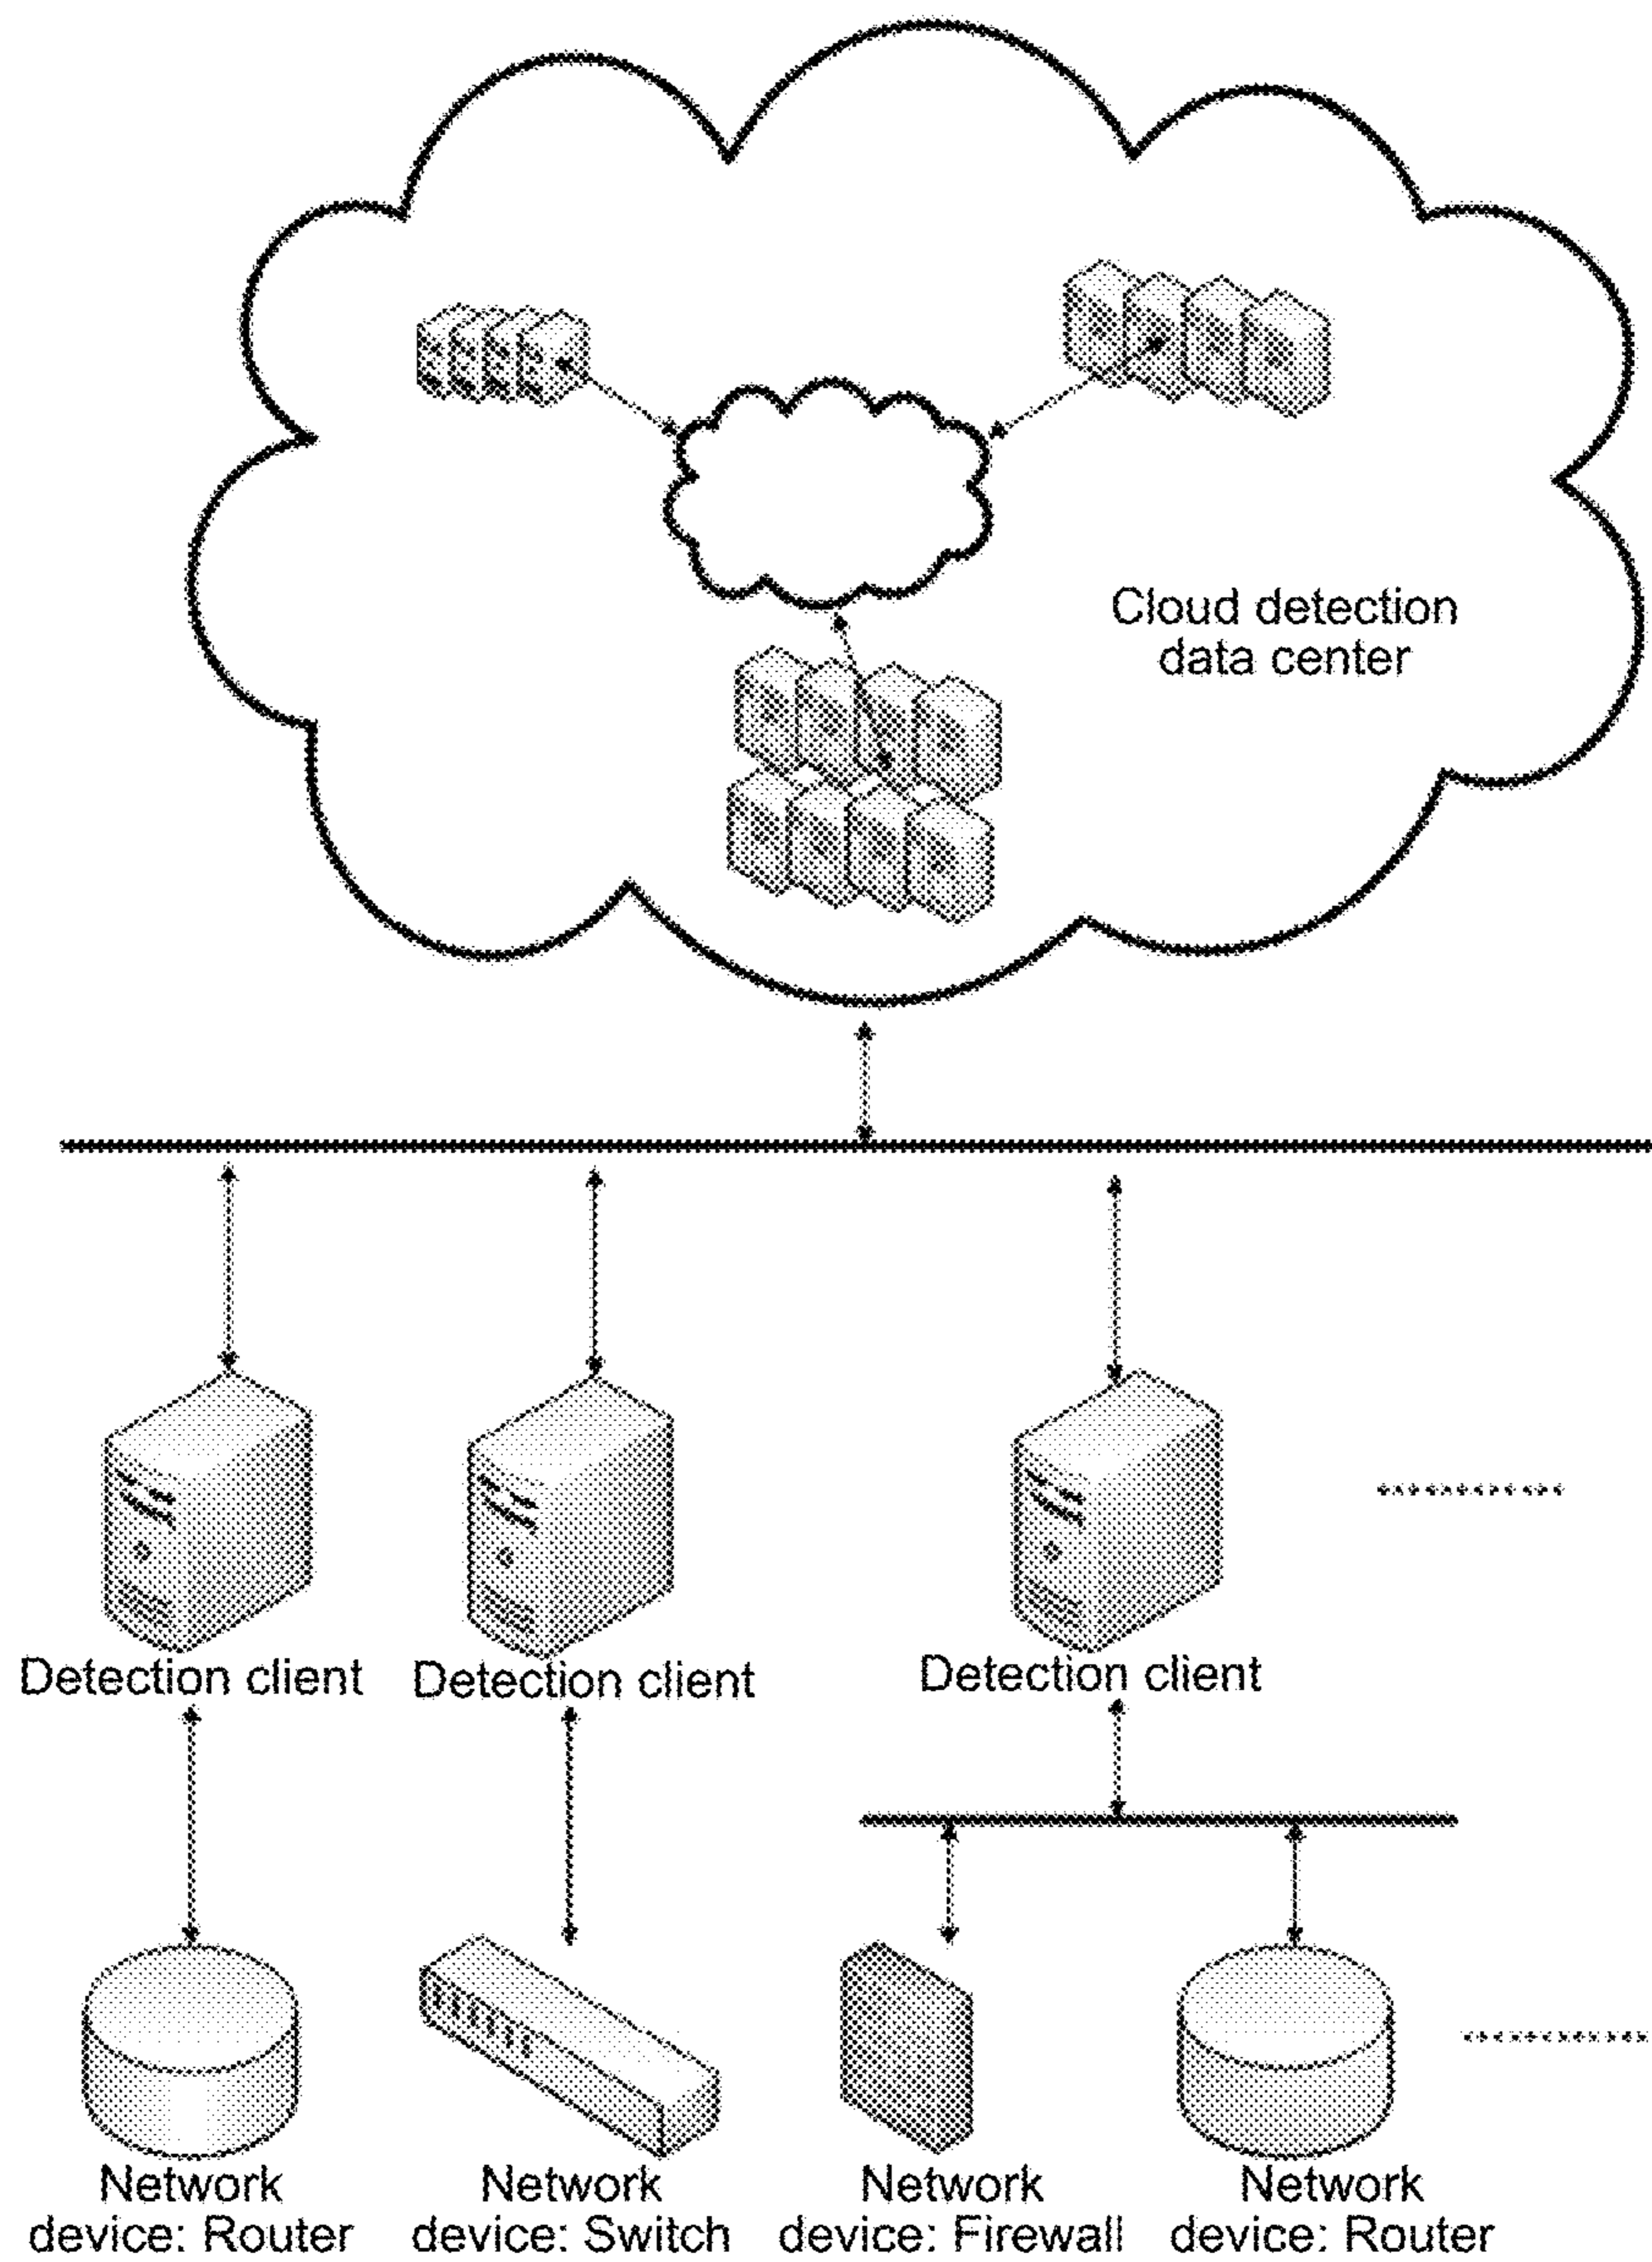 Cloud detection
data center
Detection client
Detection client
Detection client
Network
device: Router
Network
device: Switch
Network
device: Firewall
Network
device: Router